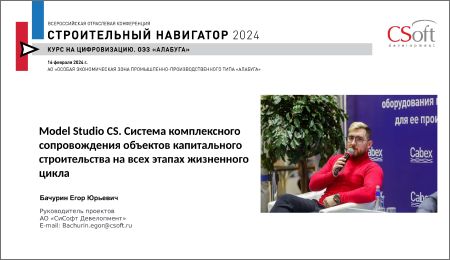 ВСЕРОССИЙСКАЯ ОТРАСЛЕВАЯ КОНФЕРЕНЦИЯ
СТРОИТЕЛЬНЫЙ НАВИГАТОР 2024
КУРС НА ЦИФРОВИЗАЦИЮ. ОЭЗ «АЛАБУГА»
16 февраля 2024 г.
АО «ОСОБАЯ ЭКОНОМИЧЕСКАЯ ЗОНА ПРОМЫШЛЕННО-ПРОИЗВОДСТВЕННОГО ТИПА «АЛАБУГА»
CSoft
девелопмент
Model Studio CS. Система комплексного
сопровождения объектов капитального
строительства на всех этапах жизненного
цикла
Бачурин Егор Юрьевич
Руководитель проектов
АО «СиСофт Девелопмент»
E-mail: Bachurin.egor@csoft.ru
оборудования
для ее прои
Cabex
Cabex